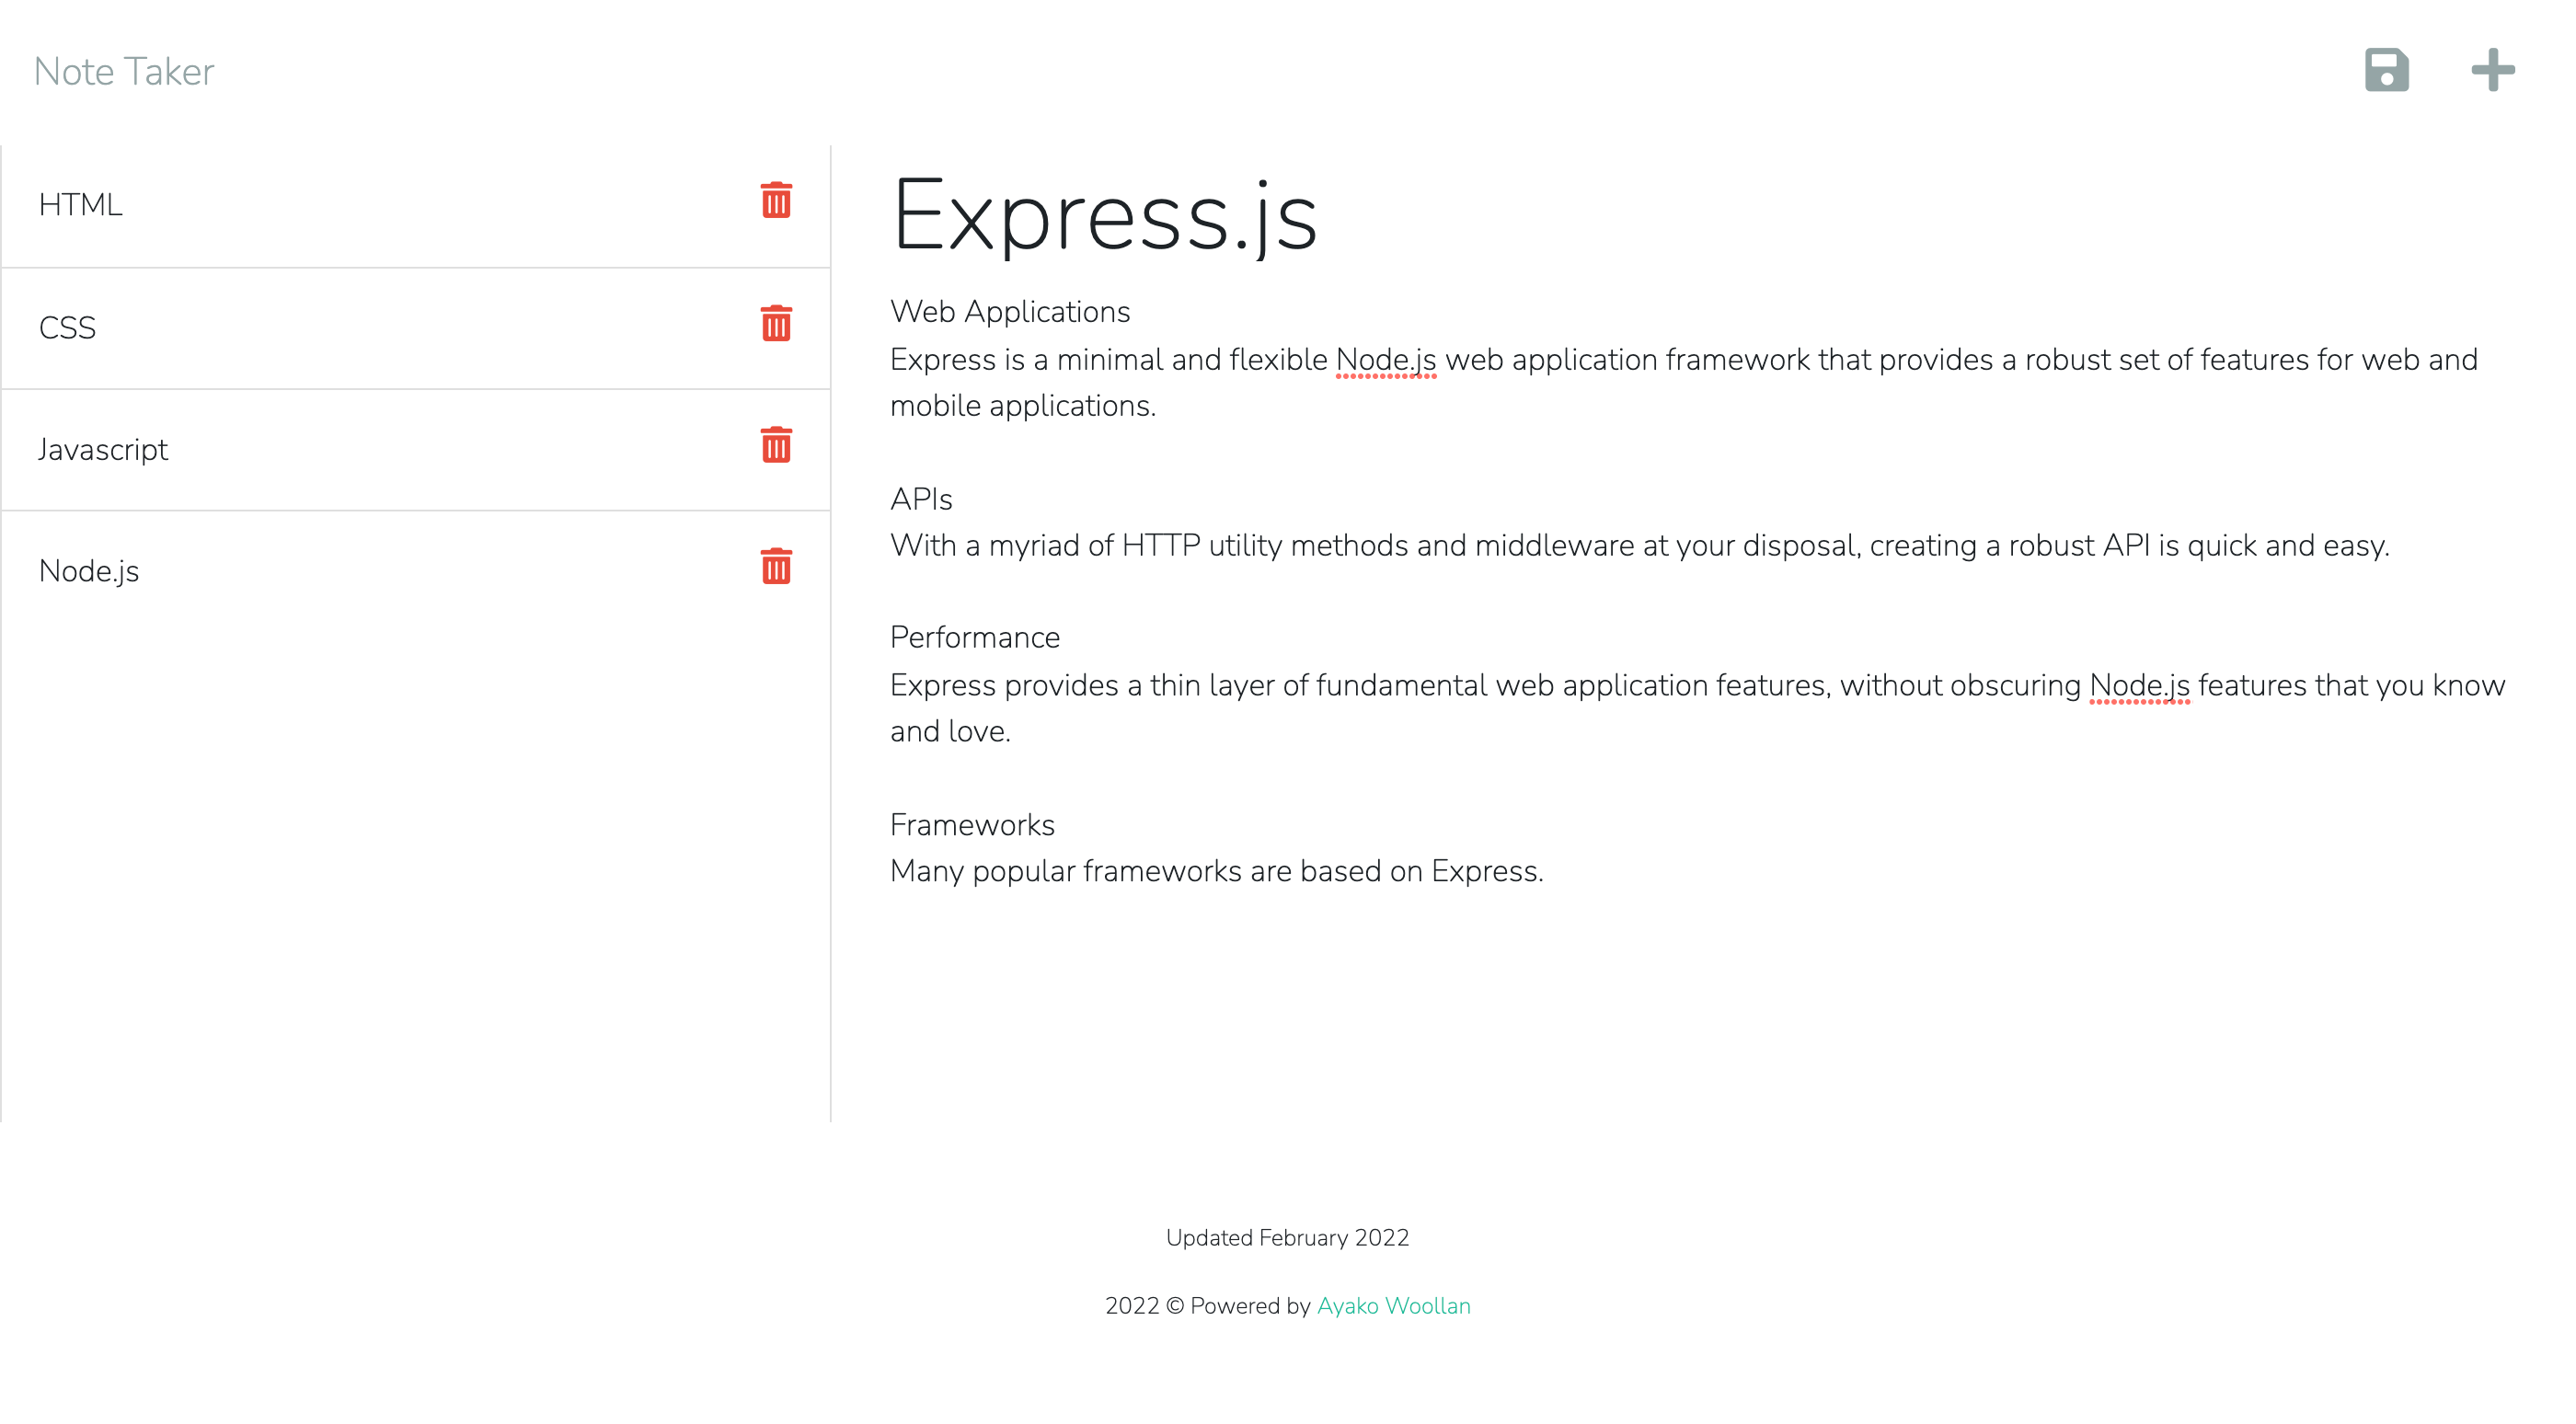 Note Taker
HTML
CSS
Javascript
Node.js
Express.js
Web Applications
Express is a minimal and flexible Node.js web application framework that provides a robust set of features for web and
mobile applications.
APIs
With a myriad of HTTP utility methods and middleware at your disposal, creating a robust API is quick and easy.
Performance
Express provides a thin layer of fundamental web application features, without obscuring Node.js features that you know
and love.
Frameworks
Many popular frameworks are based on Express.
Updated February 2022
2022 © Powered by Ayako Woollan